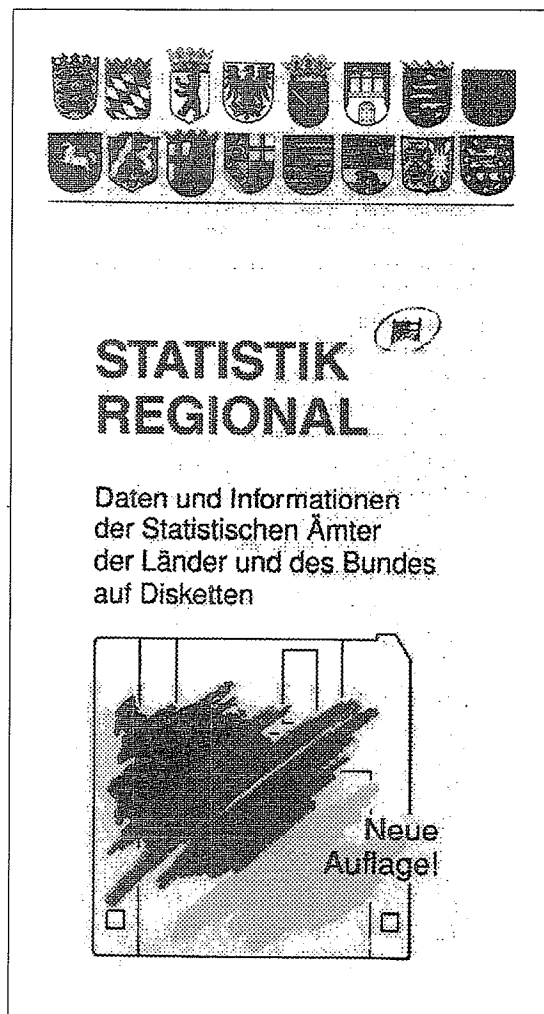 STATISTIK
REGIONAL
Daten und Informationen
der Statistischen Ämter
der Länder und des Bundes
auf Disketten
Neue
Auflage!